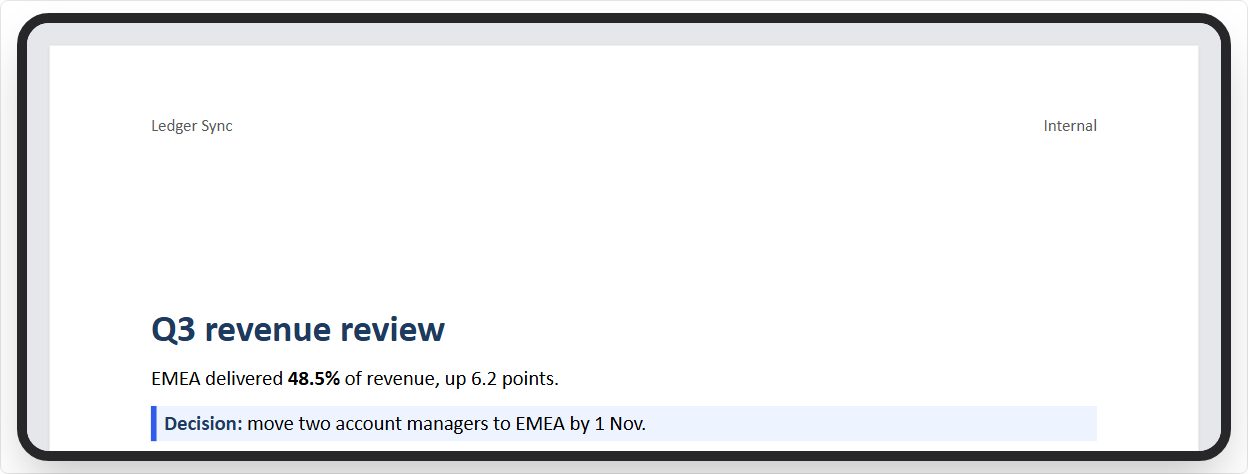 Ledger Sync
Internal
Q3 revenue review
EMEA delivered 48.5% of revenue, up 6.2 points.
Decision: move two account managers to EMEA by 1 Nov.